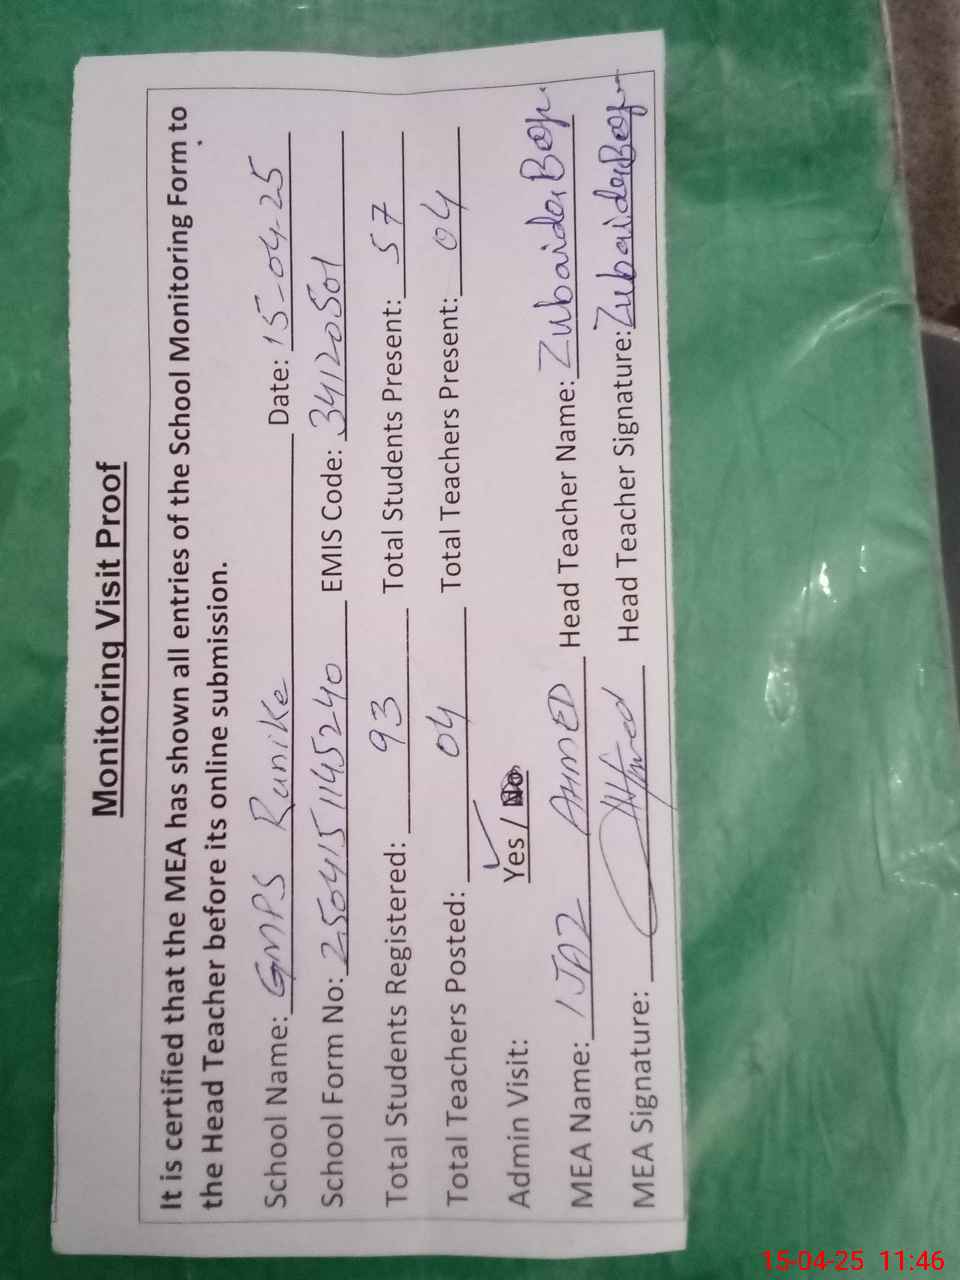 Monitoring Visit Proof
It is certified that the MEA has shown all entries of the School Monitoring Form to
the Head Teacher before its online submission.
School Name: GMPS Runike Date: 15-04-25
School Form No: 2504151145240 EMIS Code: 34120501
Total Students Registered: 93 Total Students Present: 57
Total Teachers Posted: 04 Total Teachers Present: 04
Admin Visit: Yes / No
MEA Name: IJAZ AHMED Head Teacher Name: Zubaida
MEA Signature: Head Teacher Signature: Zubaida
15-04-25 11:46